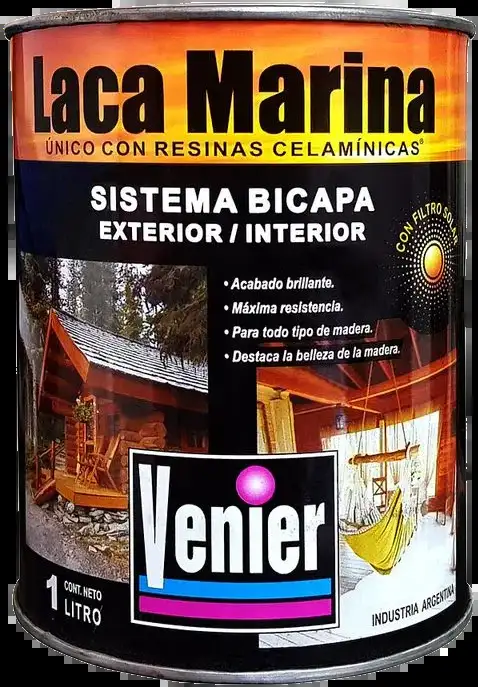 Laca Marina
ÚNICO CON RESINAS CELAMÍNICAS®
SISTEMA BICAPA
EXTERIOR / INTERIOR
CON FILTRO SOLAR
• Acabado brillante.
• Máxima resistencia.
• Para todo tipo de madera.
• Destaca la belleza de la madera.
Venier
1 CONT. NETO
LITRO
INDUSTRIA ARGENTINA